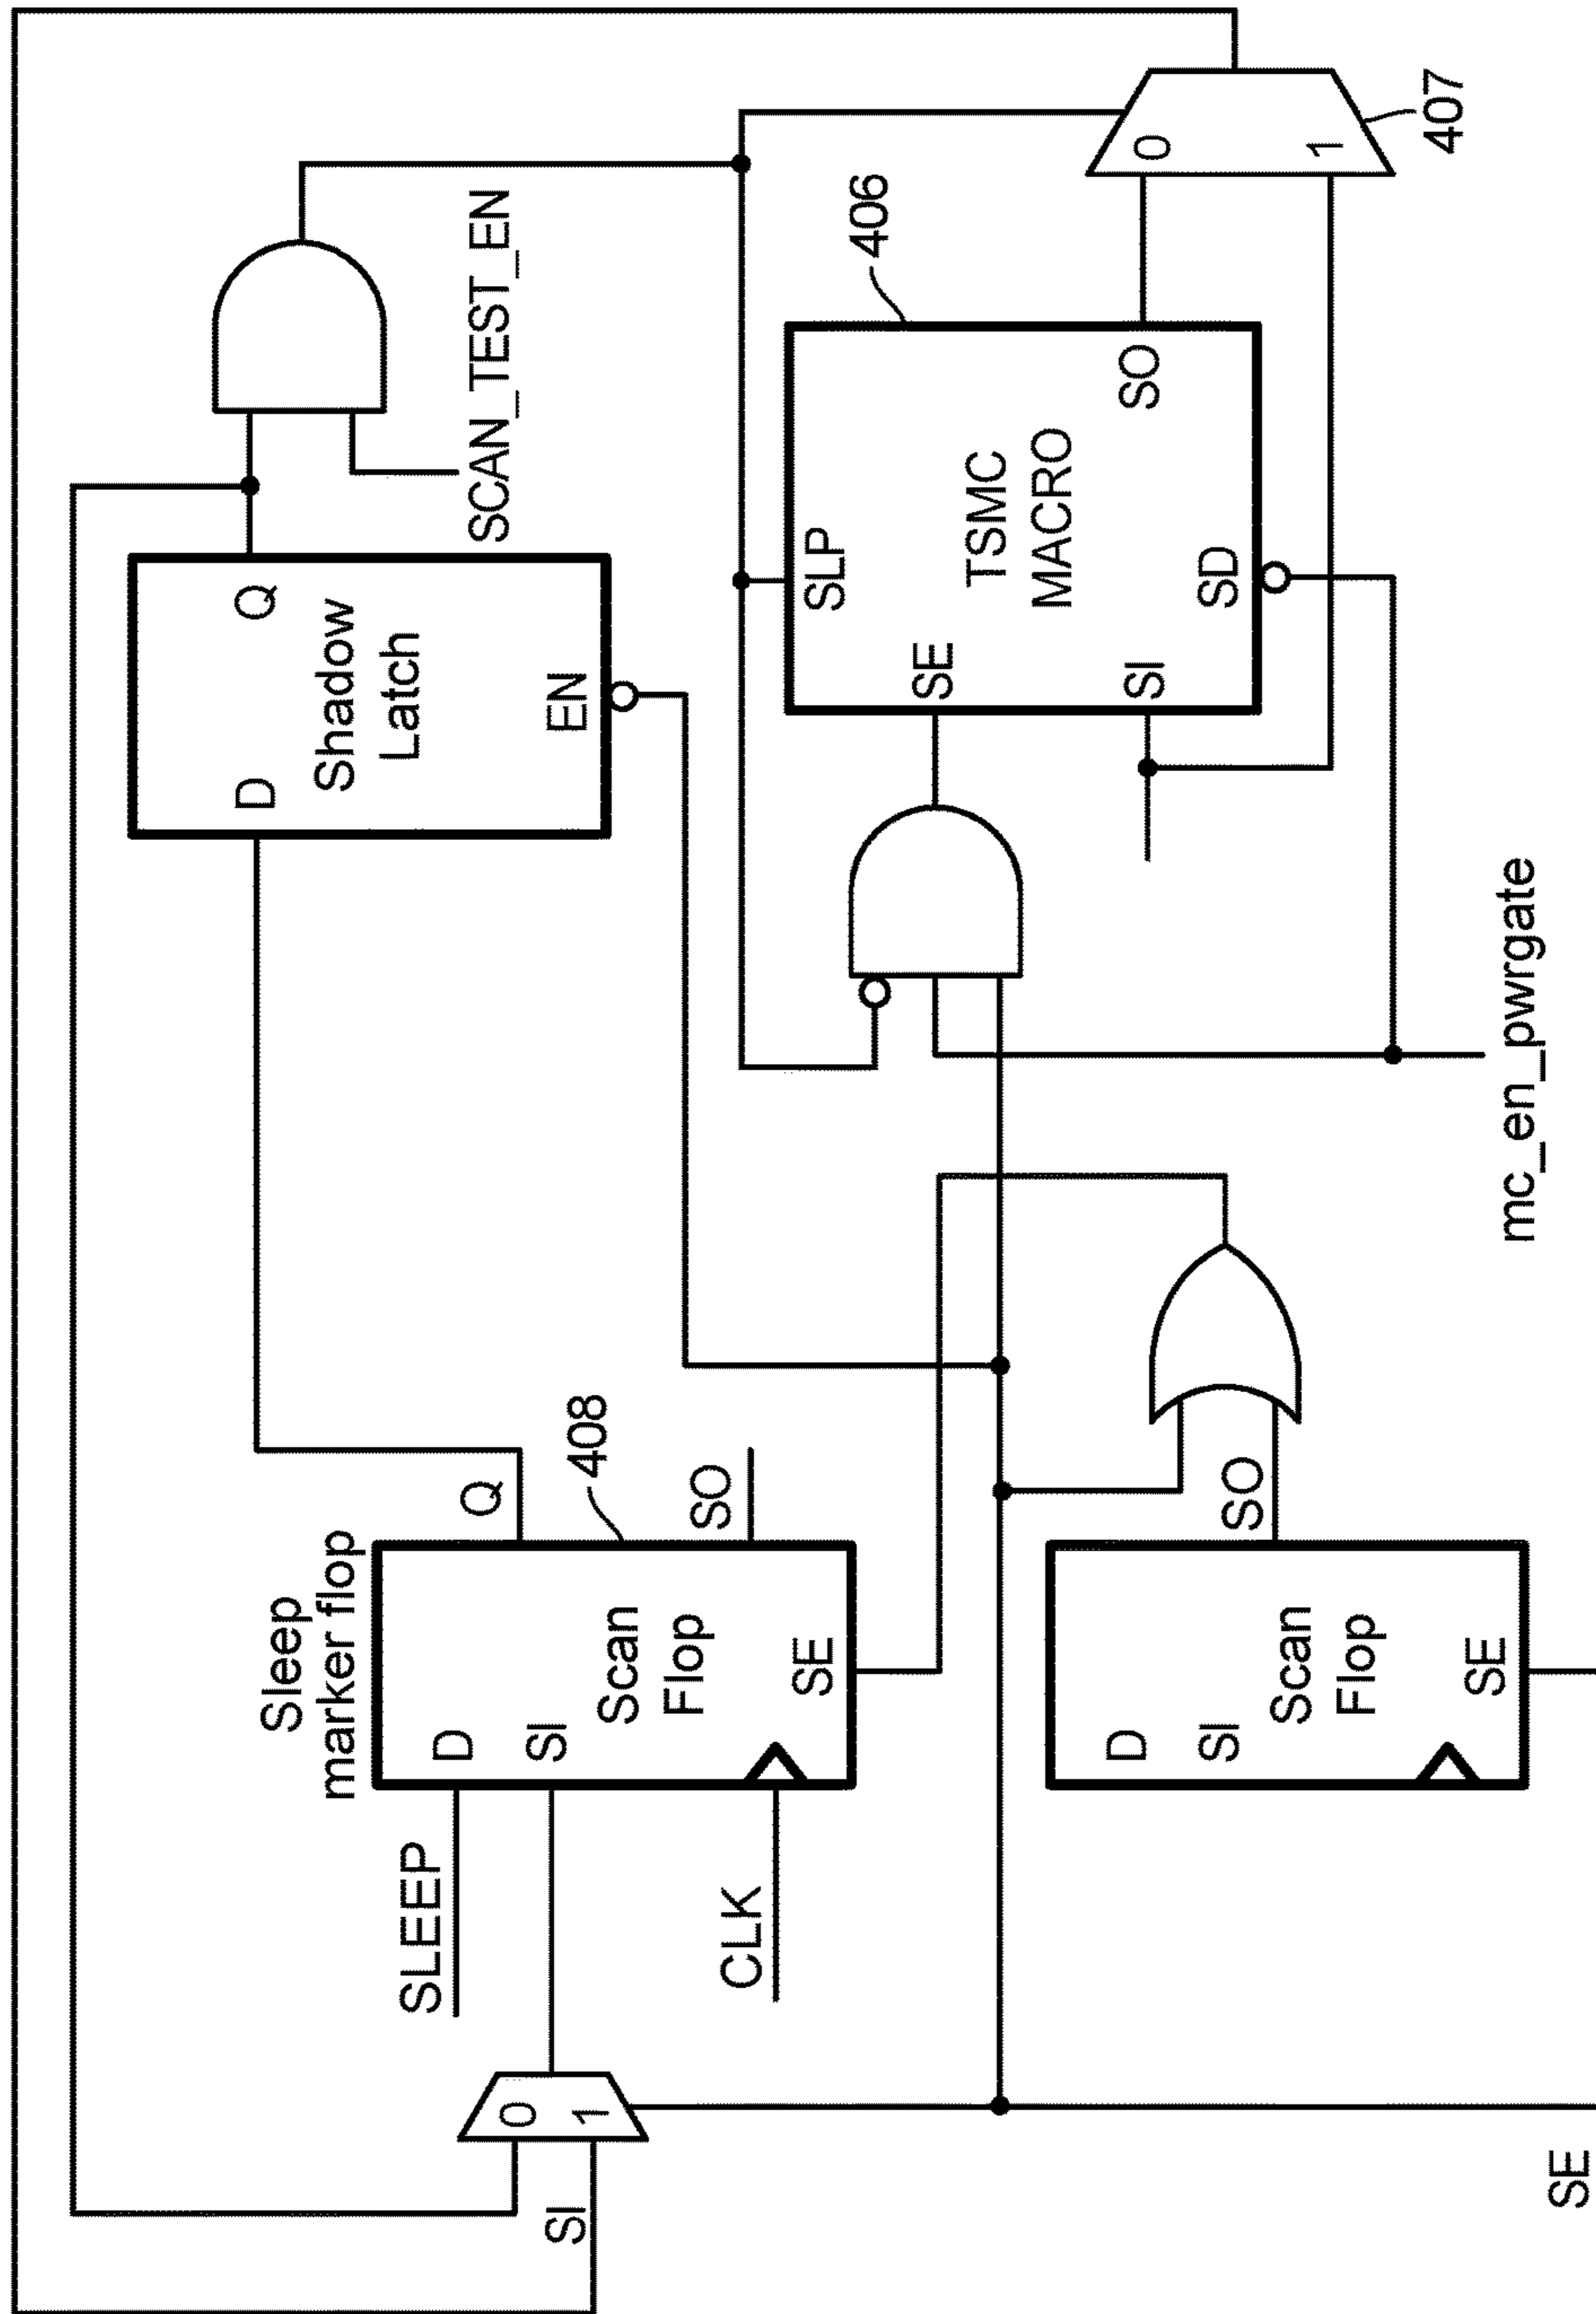 SI
0
1
SE
SLEEP
CLK
Sleep
marker flop
D
SI
Scan
Flop
SE
Q
SO
408
D
SI
Scan
Flop
SE
SO
D
Shadow
Latch
Q
EN
SCAN_TEST_EN
mc_en_pwrgate
SE
SI
SLP
TSMC
MACRO
SD
SO
406
0
1
407